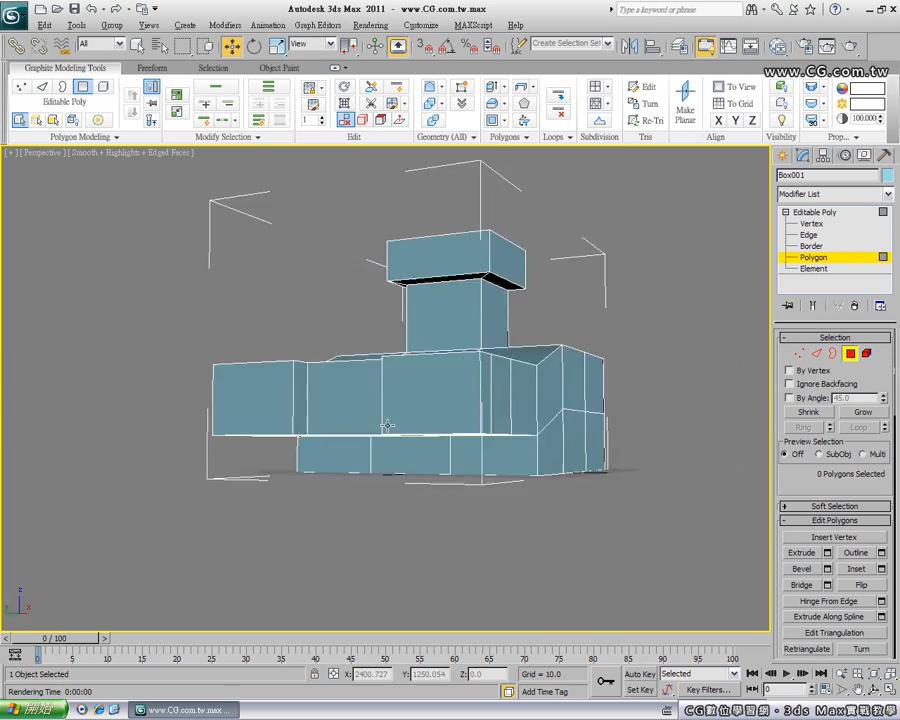 Autodesk 3ds Max 2011 - www.CG.com.tw.max
Type a keyword or phrase
Edit Tools Group Views Create Modifiers Animation Graph Editors Rendering Customize MAXScript Help
All
View
Create Selection Se
Graphite Modeling Tools Freeform Selection Object Paint
www.CG.com.tw
Editable Poly
1
Edit
Turn
Re-Tri
Make
Planar
To View
To Grid
X Y Z
100.000
Polygon Modeling
Modify Selection
Edit
Geometry (All)
Polygons
Loops
Subdivision
Tris
Align
Visibility
Prop...
[ + ] [ Perspective ] [ Smooth + Highlights + Edged Faces ]
Box001
Modifier List
Editable Poly
Vertex
Edge
Border
Polygon
Element
Selection
By Vertex
Ignore Backfacing
By Angle: 45.0
Shrink Grow
Ring Loop
Preview Selection
Off SubObj Multi
0 Polygons Selected
Soft Selection
Edit Polygons
Insert Vertex
Extrude Outline
Bevel Inset
Bridge Flip
Hinge From Edge
Extrude Along Spline
Edit Triangulation
Retriangulate Turn
z
x
0 / 100
0 5 10 15 20 25 30 35 40 45 50 55 60 65 70 75 80 85 90 95 100
1 Object Selected
X: 2400.727 Y: 1250.054 Z: 0.0
Grid = 10.0
Auto Key Selected
Rendering Time 0:00:00
Add Time Tag
Set Key Key Filters...
0
開始
www.CG.com.tw.max ...
CG數位學習網‧3ds Max實戰教學